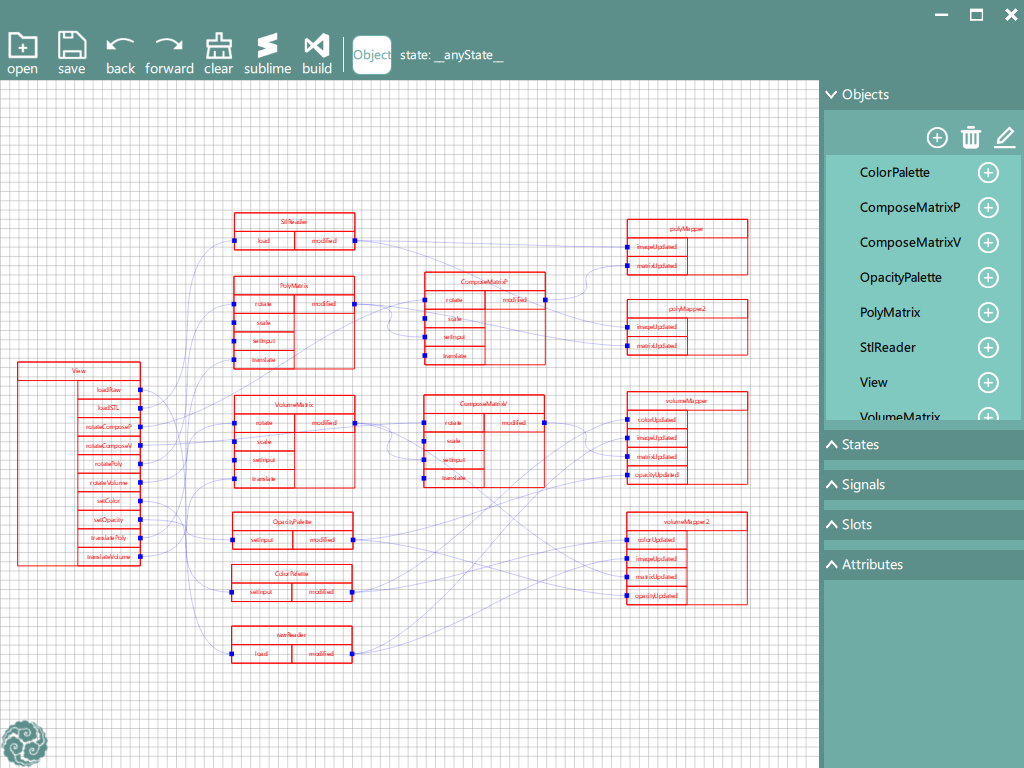 open save back forward clear sublime build Object state: __anyState__
View
loadRaw
loadSTL
rotateComposeP
rotateComposeV
rotatePoly
rotateVolume
setColor
setOpacity
translatePoly
translateVolume
StlReader
load modified
PolyMatrix
rotate modified
scale
setInput
translate
VolumeMatrix
rotate modified
scale
setInput
translate
OpacityPalette
setInput modified
ColorPalette
setInput modified
rawReader
load modified
ComposeMatrixP
rotate modified
scale
setInput
translate
ComposeMatrixV
rotate modified
scale
setInput
translate
polyMapper
imageUpdated
matrixUpdated
polyMapper2
imageUpdated
matrixUpdated
volumeMapper
colorUpdated
imageUpdated
matrixUpdated
opacityUpdated
volumeMapper2
colorUpdated
imageUpdated
matrixUpdated
opacityUpdated
Objects
ColorPalette
ComposeMatrixP
ComposeMatrixV
OpacityPalette
PolyMatrix
StlReader
View
VolumeMatrix
States
Signals
Slots
Attributes